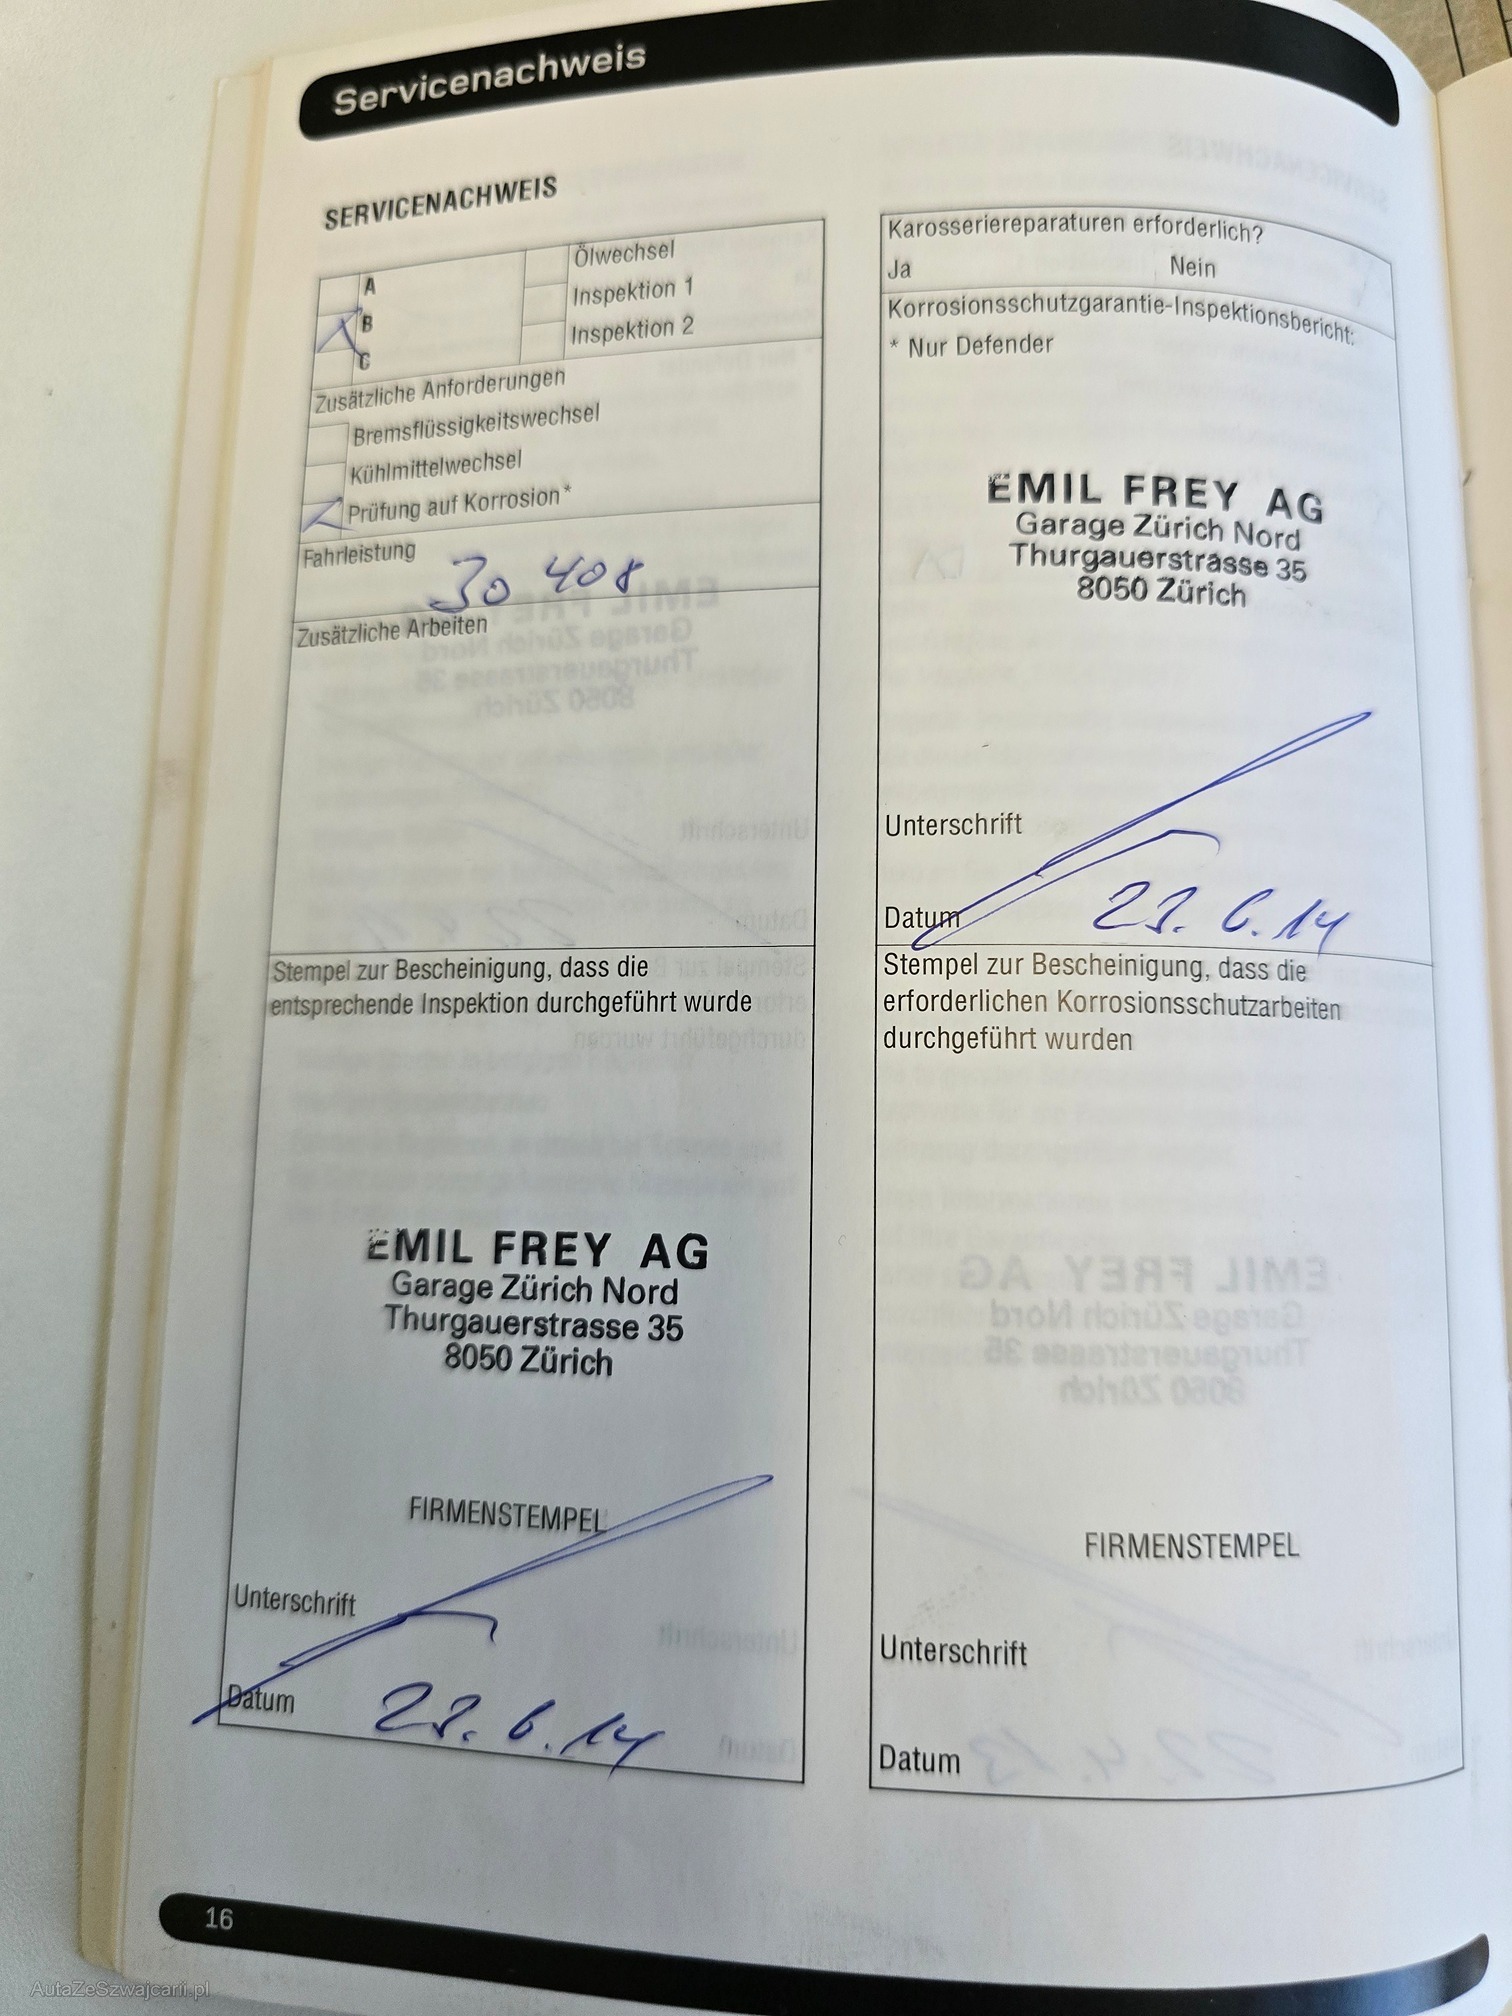 Servicenachweis
SERVICENACHWEIS
A
B
C
Ölwechsel
Inspektion 1
Inspektion 2
Zusätzliche Anforderungen
Bremsflüssigkeitswechsel
Kühlmittelwechsel
Prüfung auf Korrosion*
Fahrleistung 30 408
Zusätzliche Arbeiten
Stempel zur Bescheinigung, dass die
entsprechende Inspektion durchgeführt wurde
EMIL FREY AG
Garage Zürich Nord
Thurgauerstrasse 35
8050 Zürich
FIRMENSTEMPEL
Unterschrift
Datum 23. 6. 14
Karosseriereparaturen erforderlich?
Ja Nein
Korrosionsschutzgarantie-Inspektionsbericht:
* Nur Defender
EMIL FREY AG
Garage Zürich Nord
Thurgauerstrasse 35
8050 Zürich
Unterschrift
Datum 23. 6. 14
Stempel zur Bescheinigung, dass die
erforderlichen Korrosionsschutzarbeiten
durchgeführt wurden
FIRMENSTEMPEL
Unterschrift
Datum
16
AutaZeSzwajcarii.pl